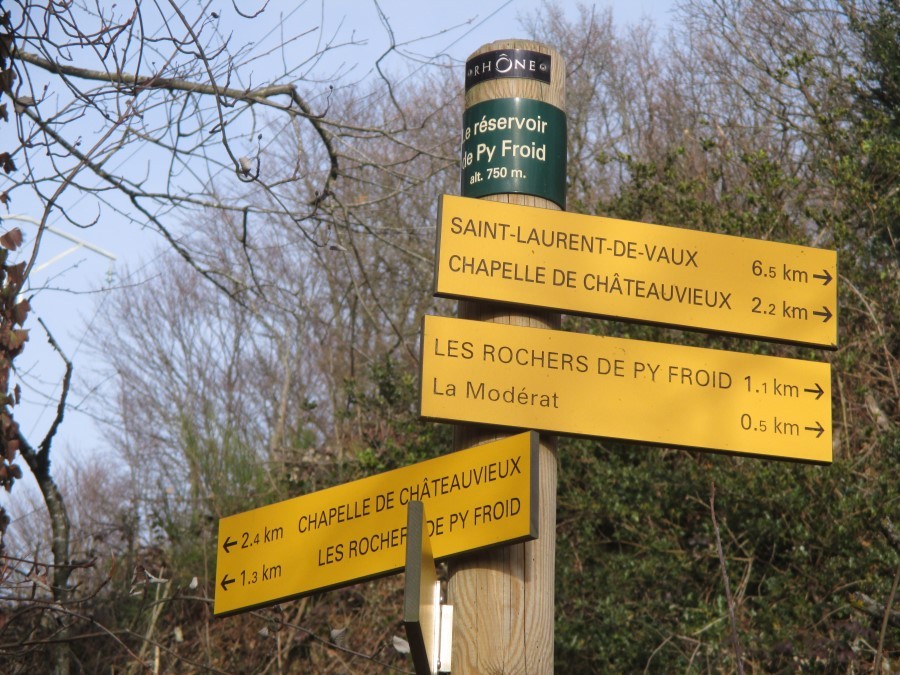 RHÔNE
Le réservoir
de Py Froid
alt. 750 m.
SAINT-LAURENT-DE-VAUX 6.5 km →
CHAPELLE DE CHÂTEAUVIEUX 2.2 km →
LES ROCHERS DE PY FROID 1.1 km →
La Modérat 0.5 km →
← 2.4 km CHAPELLE DE CHÂTEAUVIEUX
← 1.3 km LES ROCHERS DE PY FROID